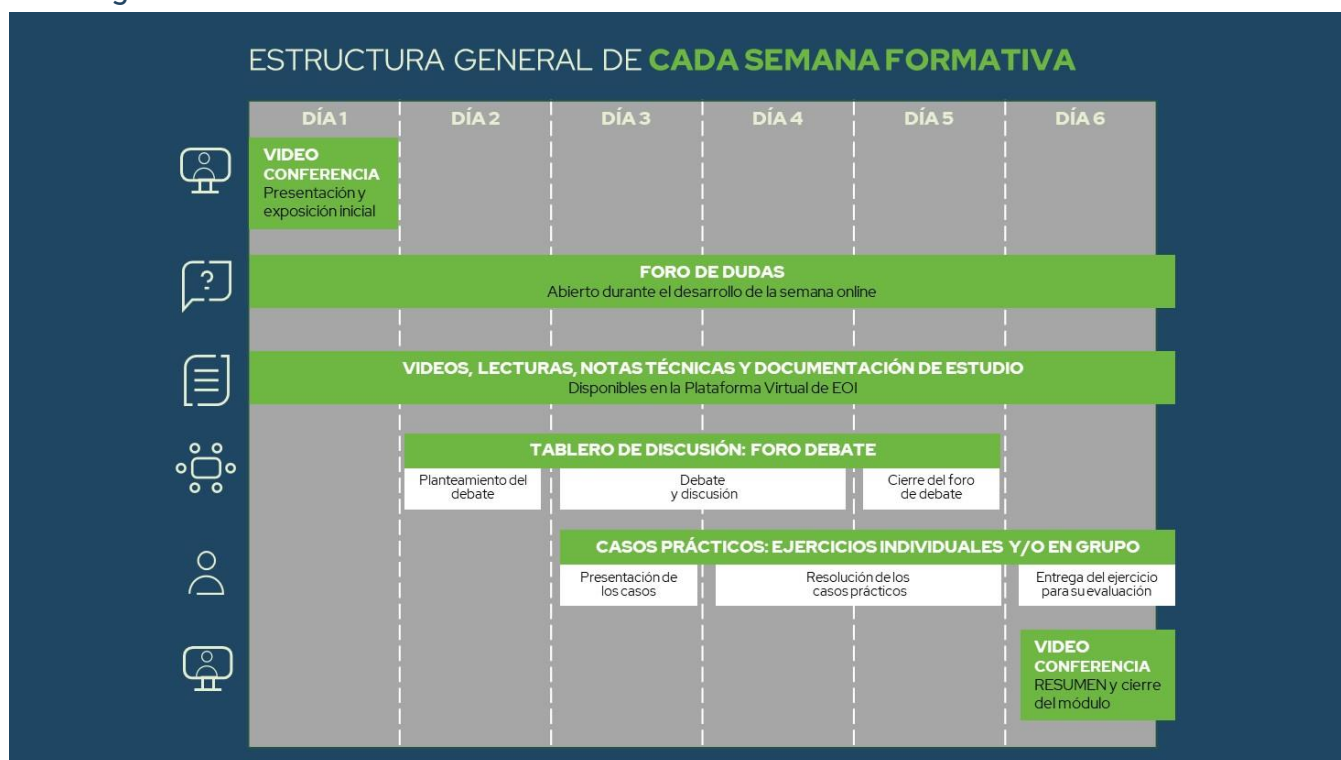 ESTRUCTURA GENERAL DE CADA SEMANA FORMATIVA
DÍA 1 DÍA 2 DÍA 3 DÍA 4 DÍA 5 DÍA 6
VIDEO
CONFERENCIA
Presentación y
exposición inicial
?
FORO DE DUDAS
Abierto durante el desarrollo de la semana online
VIDEOS, LECTURAS, NOTAS TÉCNICAS Y DOCUMENTACIÓN DE ESTUDIO
Disponibles en la Plataforma Virtual de EOI
TABLERO DE DISCUSIÓN: FORO DEBATE
Planteamiento del
debate
Debate
y discusión
Cierre del foro
de debate
CASOS PRÁCTICOS: EJERCICIOS INDIVIDUALES Y/O EN GRUPO
Presentación de
los casos
Resolución de los
casos prácticos
Entrega del ejercicio
para su evaluación
VIDEO
CONFERENCIA
RESUMEN y cierre
del módulo